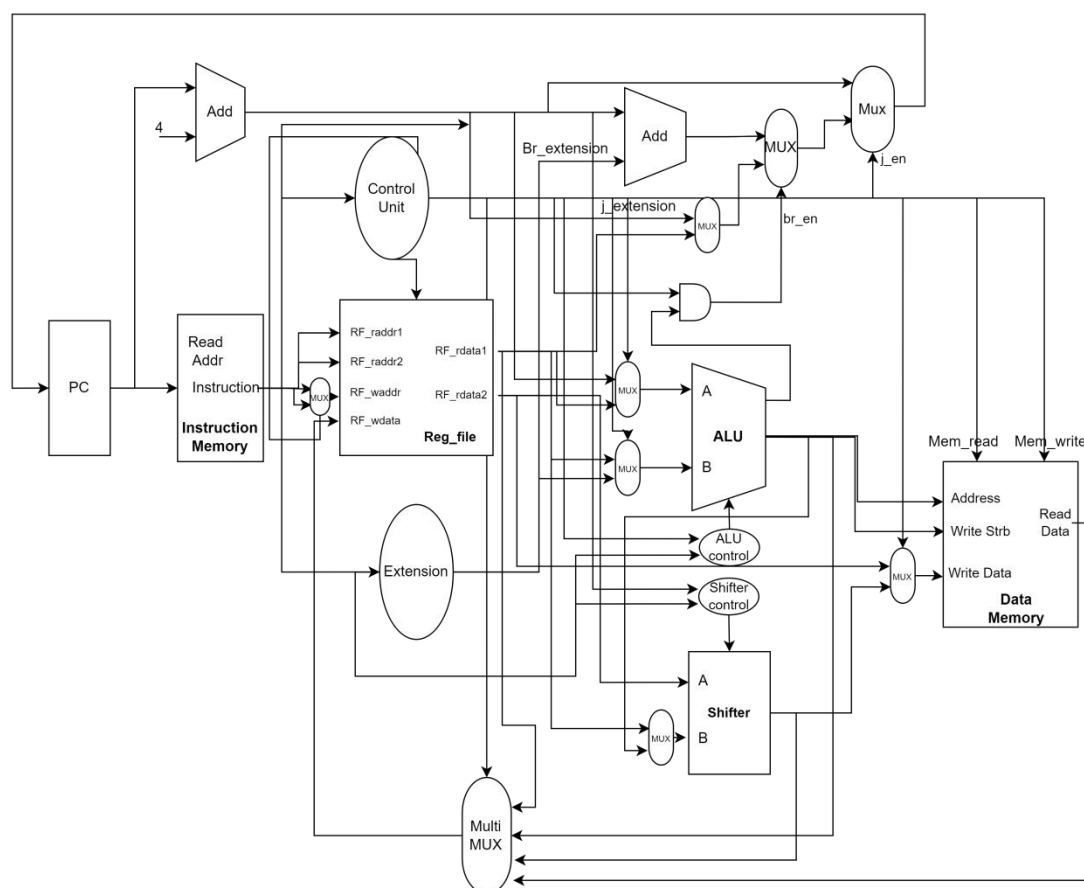 Add
4
Add
Mux
MUX
Br_extension
j_en
Control
Unit
j_extension
MUX
br_en
Read
Addr
Instruction
Instruction
Memory
PC
RF_raddr1
RF_raddr2
RF_waddr
RF_wdata
RF_rdata1
RF_rdata2
Reg_file
MUX
MUX
MUX
A
B
ALU
Mem_read
Mem_write
Address
Write Strb
Write Data
Read
Data
Data
Memory
MUX
ALU
control
Extension
Shifter
control
A
B
Shifter
MUX
Multi
MUX